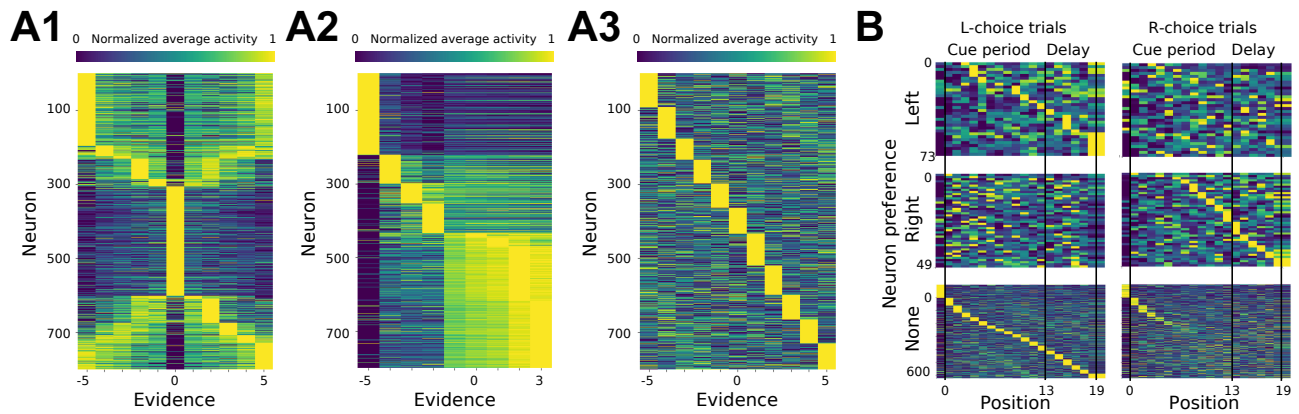 A1
0 Normalized average activity 1
Neuron
100
300
500
700
-5 0 5
Evidence
A2
0 Normalized average activity 1
100
300
500
700
-5 0 3
Evidence
A3
0 Normalized average activity 1
Neuron
100
300
500
700
-5 0 5
Evidence
B
L-choice trials R-choice trials
Cue period Delay Cue period Delay
Neuron preference
Left
0
73
Right
0
49
None
0
600
0 13 19 0 13 19
Position Position